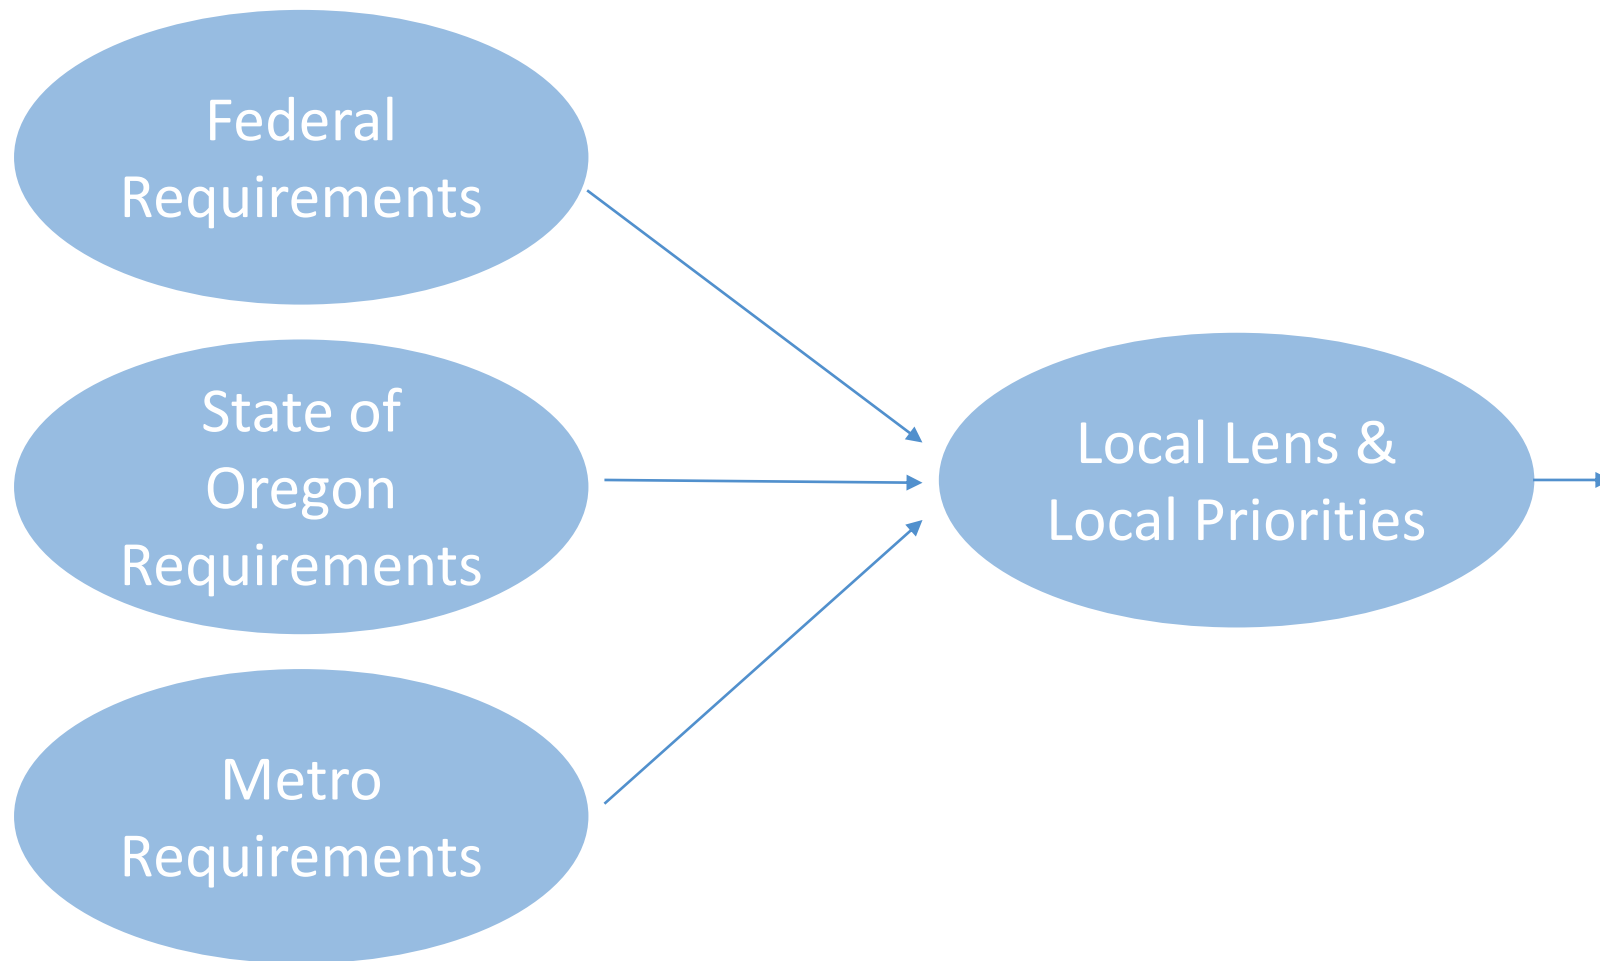 Federal
Requirements
State of
Oregon
Requirements
Metro
Requirements
Local Lens &
Local Priorities